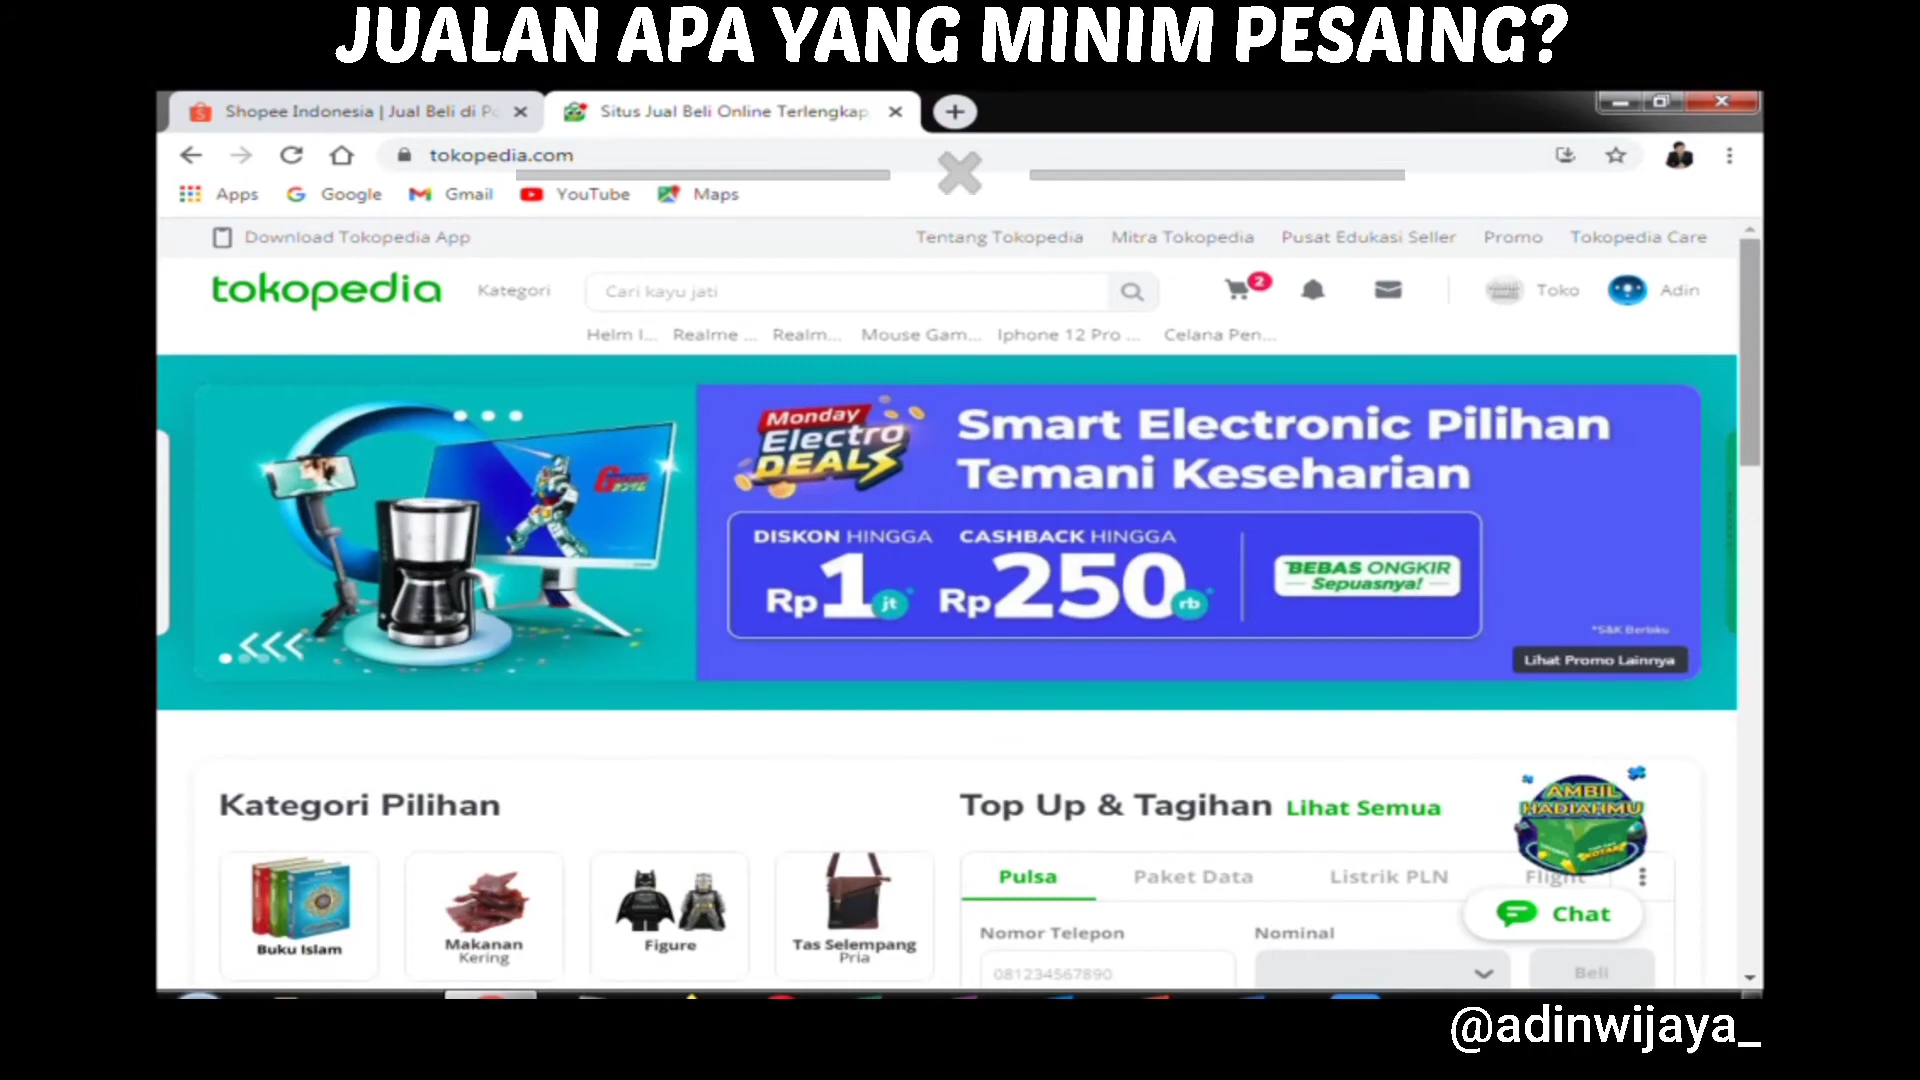 JUALAN APA YANG MINIM PESAING?
Shopee Indonesia | Jual Beli di Po
Situs Jual Beli Online Terlengkap
tokopedia.com
Apps Google Gmail YouTube Maps
Download Tokopedia App
Tentang Tokopedia Mitra Tokopedia Pusat Edukasi Seller Promo Tokopedia Care
tokopedia Kategori Cari kayu jati 2 Toko Adin
Helm I... Realme ... Realm... Mouse Gam... Iphone 12 Pro ... Celana Pen...
Monday
Electro
DEALS
Smart Electronic Pilihan
Temani Keseharian
DISKON HINGGA
Rp1jt*
CASHBACK HINGGA
Rp250rb*
BEBAS ONGKIR
Sepuasnya!
*S&K Berlaku
Lihat Promo Lainnya
Kategori Pilihan
Buku Islam
Makanan
Kering
Figure
Tas Selempang
Pria
Top Up & Tagihan Lihat Semua
AMBIL
HADIAHMU
Pulsa Paket Data Listrik PLN Flight
Chat
Nomor Telepon Nominal
081234567890 Beli
@adinwijaya_